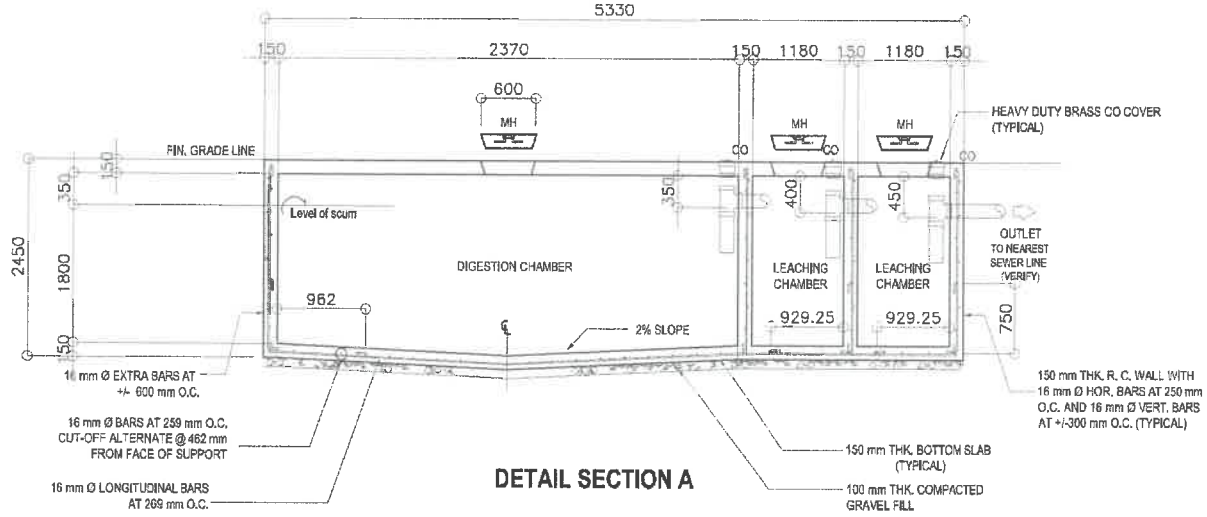 5330
150
2370
150
1180
150
1180
150
600
MH
MH
MH
HEAVY DUTY BRASS CO COVER
(TYPICAL)
FIN. GRADE LINE
CO
CO
CO
150
350
2450
1800
150
Level of scum
350
400
450
OUTLET
TO NEAREST
SEWER LINE
(VERIFY)
DIGESTION CHAMBER
LEACHING
CHAMBER
LEACHING
CHAMBER
962
2% SLOPE
929.25
929.25
750
16 mm Ø EXTRA BARS AT
+/- 600 mm O.C.
16 mm Ø BARS AT 259 mm O.C.
CUT-OFF ALTERNATE @ 462 mm
FROM FACE OF SUPPORT
16 mm Ø LONGITUDINAL BARS
AT 269 mm O.C.
150 mm THK. R. C. WALL WITH
16 mm Ø HOR. BARS AT 250 mm
O.C. AND 16 mm Ø VERT. BARS
AT +/-300 mm O.C. (TYPICAL)
150 mm THK. BOTTOM SLAB
(TYPICAL)
100 mm THK. COMPACTED
GRAVEL FILL
DETAIL SECTION A